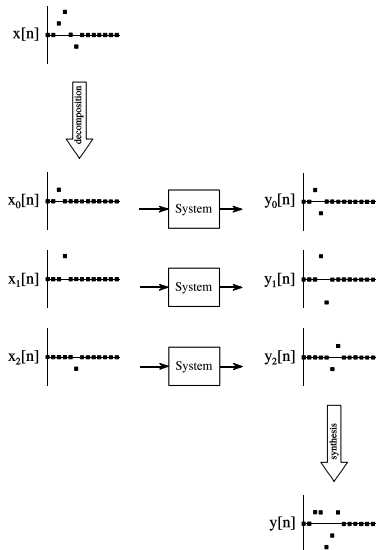 x[n]
decomposition
x₀[n]
System
y₀[n]
x₁[n]
System
y₁[n]
x₂[n]
System
y₂[n]
synthesis
y[n]